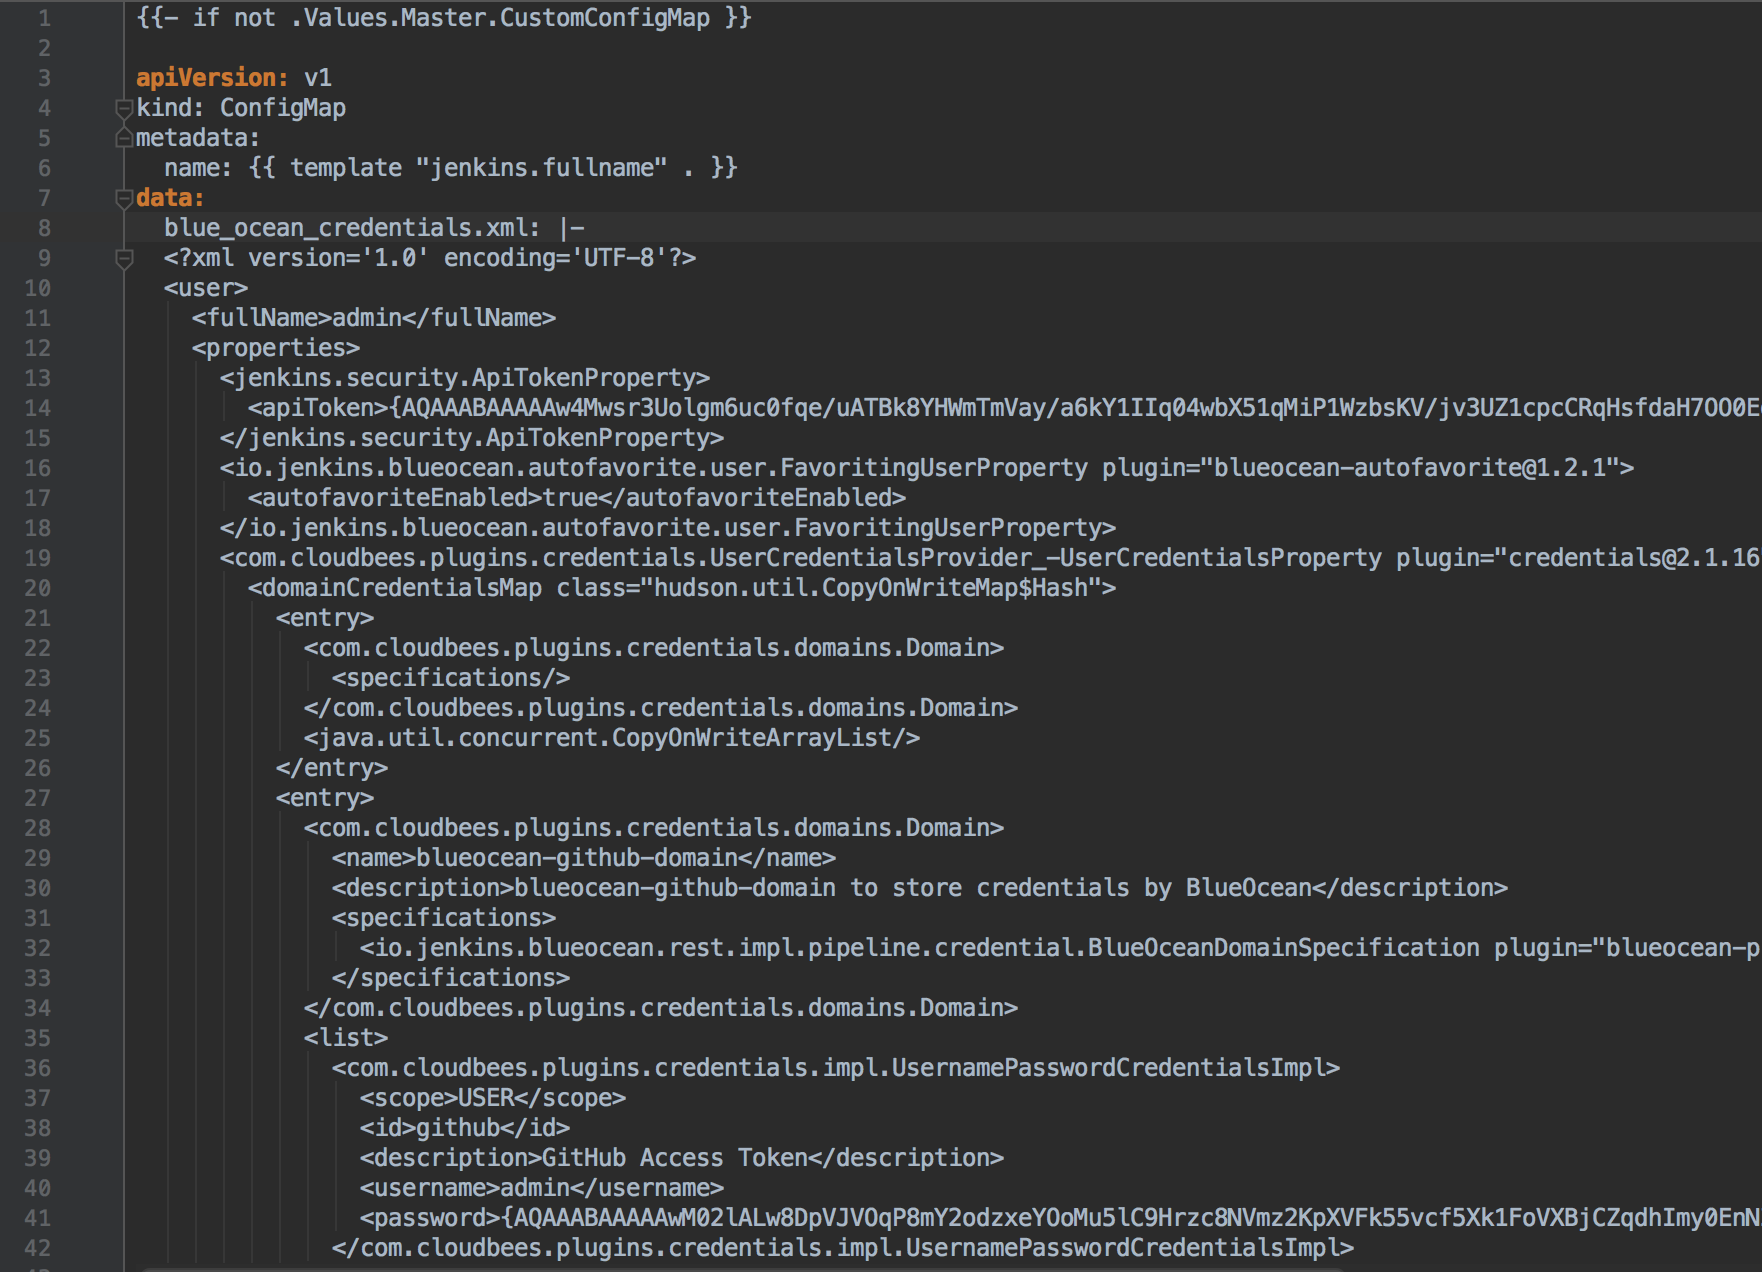 1 {{- if not .Values.Master.CustomConfigMap }}
2
3 apiVersion: v1
4 kind: ConfigMap
5 metadata:
6   name: {{ template "jenkins.fullname" . }}
7 data:
8   blue_ocean_credentials.xml: |-
9   <?xml version='1.0' encoding='UTF-8'?>
10   <user>
11     <fullName>admin</fullName>
12     <properties>
13       <jenkins.security.ApiTokenProperty>
14         <apiToken>{AQAAABAAAAAw4Mwsr3Uolgm6uc0fqe/uATBk8YHWmTmVay/a6kY1IIq04wbX51qMiP1WzbsKV/jv3UZ1cpcCRqHsfdaH7OO0E
15       </jenkins.security.ApiTokenProperty>
16       <io.jenkins.blueocean.autofavorite.user.FavoritingUserProperty plugin="blueocean-autofavorite@1.2.1">
17         <autofavoriteEnabled>true</autofavoriteEnabled>
18       </io.jenkins.blueocean.autofavorite.user.FavoritingUserProperty>
19       <com.cloudbees.plugins.credentials.UserCredentialsProvider_-UserCredentialsProperty plugin="credentials@2.1.16
20         <domainCredentialsMap class="hudson.util.CopyOnWriteMap$Hash">
21           <entry>
22             <com.cloudbees.plugins.credentials.domains.Domain>
23               <specifications/>
24             </com.cloudbees.plugins.credentials.domains.Domain>
25             <java.util.concurrent.CopyOnWriteArrayList/>
26           </entry>
27           <entry>
28             <com.cloudbees.plugins.credentials.domains.Domain>
29               <name>blueocean-github-domain</name>
30               <description>blueocean-github-domain to store credentials by BlueOcean</description>
31               <specifications>
32                 <io.jenkins.blueocean.rest.impl.pipeline.credential.BlueOceanDomainSpecification plugin="blueocean-p
33               </specifications>
34             </com.cloudbees.plugins.credentials.domains.Domain>
35             <list>
36               <com.cloudbees.plugins.credentials.impl.UsernamePasswordCredentialsImpl>
37                 <scope>USER</scope>
38                 <id>github</id>
39                 <description>GitHub Access Token</description>
40                 <username>admin</username>
41                 <password>{AQAAABAAAAAwM02lALw8DpVJVOqP8mY2odzxeYOoMu5lC9Hrzc8NVmz2KpXVFk55vcf5Xk1FoVXBjCZqdhImy0EnN
42               </com.cloudbees.plugins.credentials.impl.UsernamePasswordCredentialsImpl>